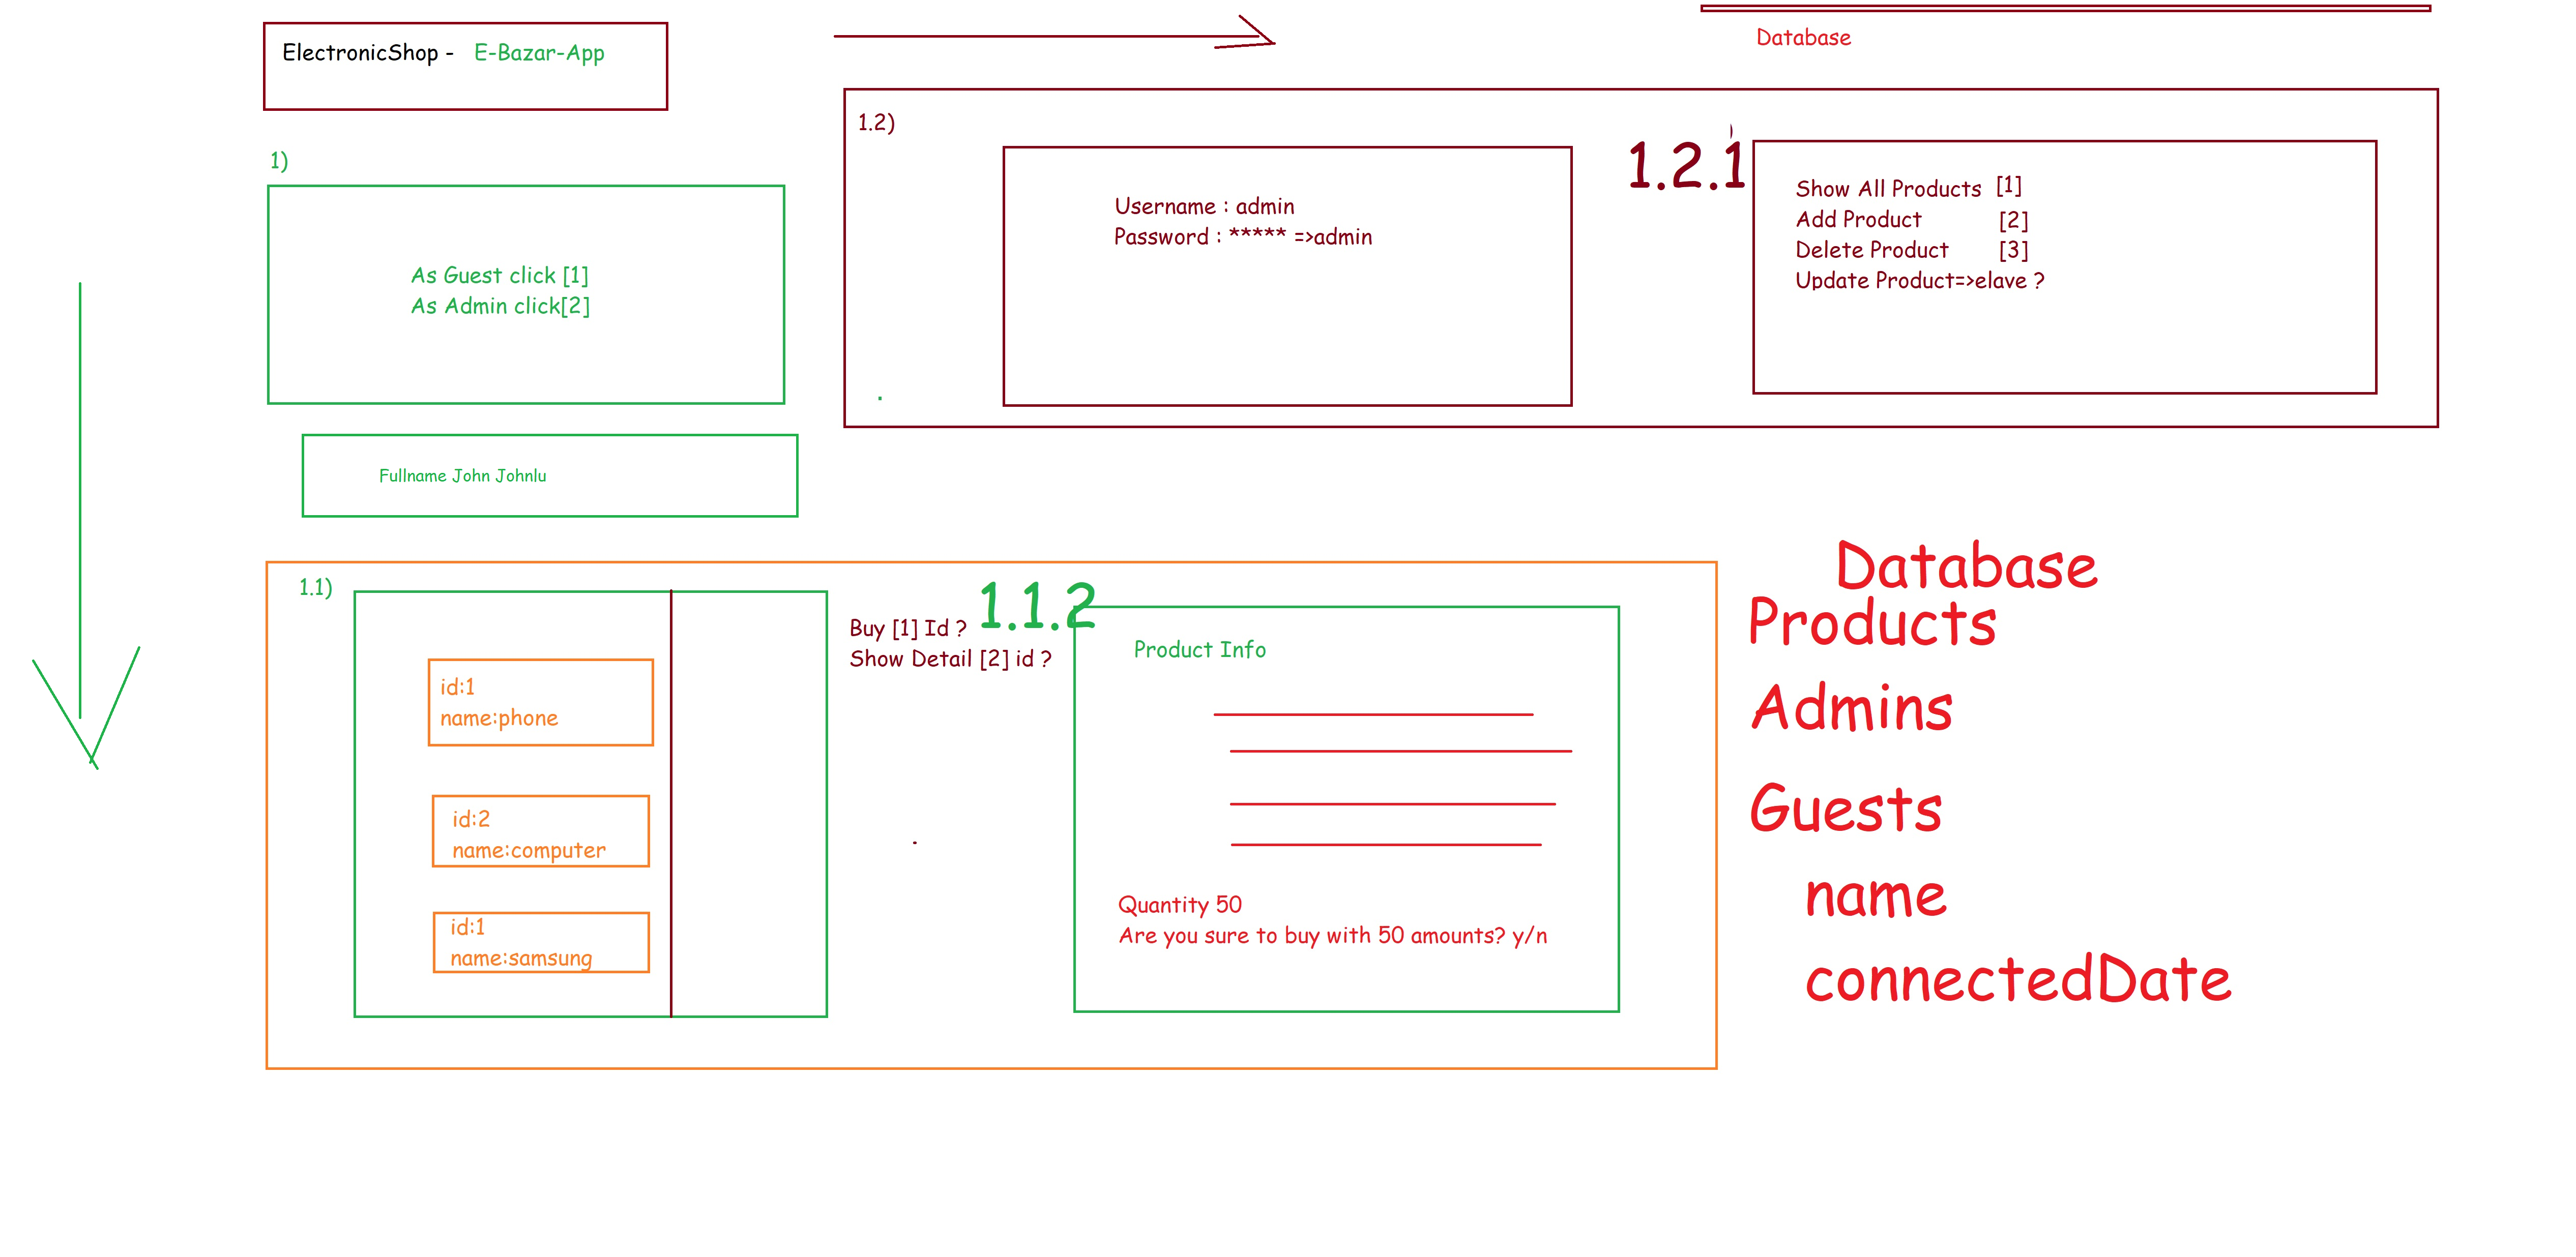 ElectronicShop - E-Bazar-App
Database
1)
As Guest click [1]
As Admin click[2]
Fullname John Johnlu
1.2)
Username : admin
Password : ***** =>admin
1.2.1
Show All Products [1]
Add Product [2]
Delete Product [3]
Update Product=>elave ?
1.1)
id:1
name:phone
id:2
name:computer
id:1
name:samsung
Buy [1] Id ?
Show Detail [2] id ?
1.1.2
Product Info
Quantity 50
Are you sure to buy with 50 amounts? y/n
Database
Products
Admins
Guests
name
connectedDate